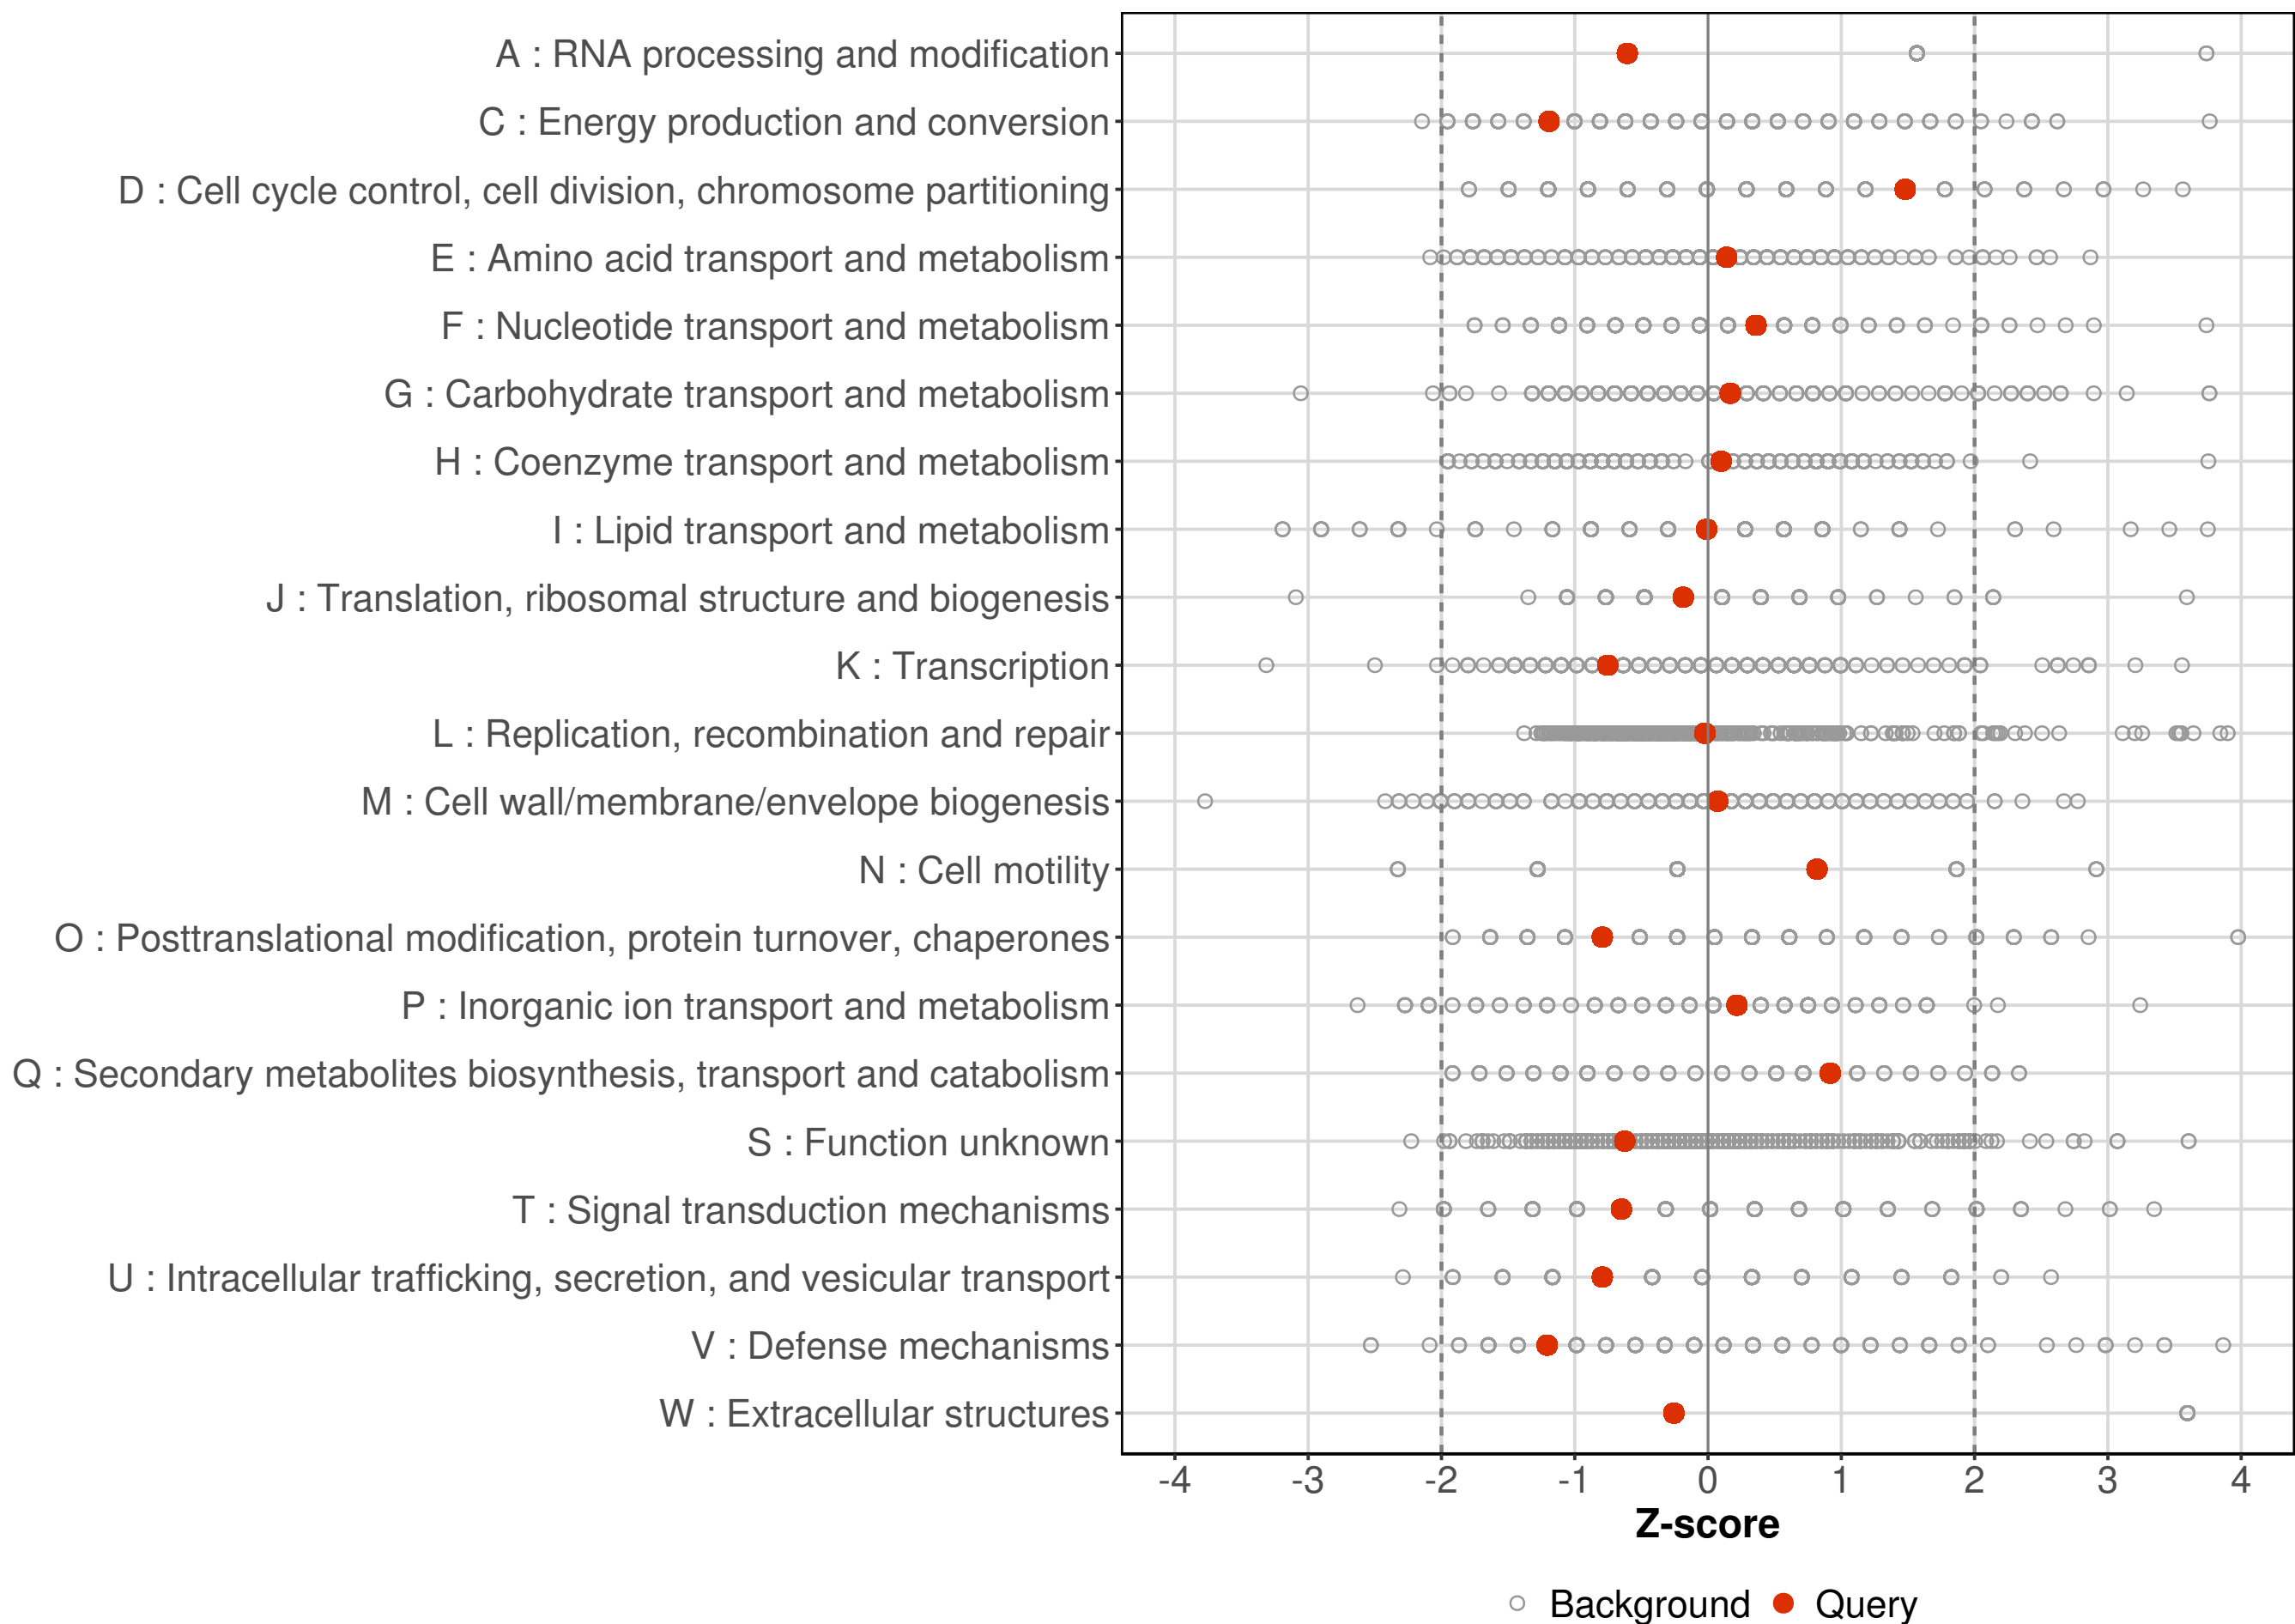 A : RNA processing and modification
C : Energy production and conversion
D : Cell cycle control, cell division, chromosome partitioning
E : Amino acid transport and metabolism
F : Nucleotide transport and metabolism
G : Carbohydrate transport and metabolism
H : Coenzyme transport and metabolism
I : Lipid transport and metabolism
J : Translation, ribosomal structure and biogenesis
K : Transcription
L : Replication, recombination and repair
M : Cell wall/membrane/envelope biogenesis
N : Cell motility
O : Posttranslational modification, protein turnover, chaperones
P : Inorganic ion transport and metabolism
Q : Secondary metabolites biosynthesis, transport and catabolism
S : Function unknown
T : Signal transduction mechanisms
U : Intracellular trafficking, secretion, and vesicular transport
V : Defense mechanisms
W : Extracellular structures
-4 -3 -2 -1 0 1 2 3 4
Z-score
Background Query